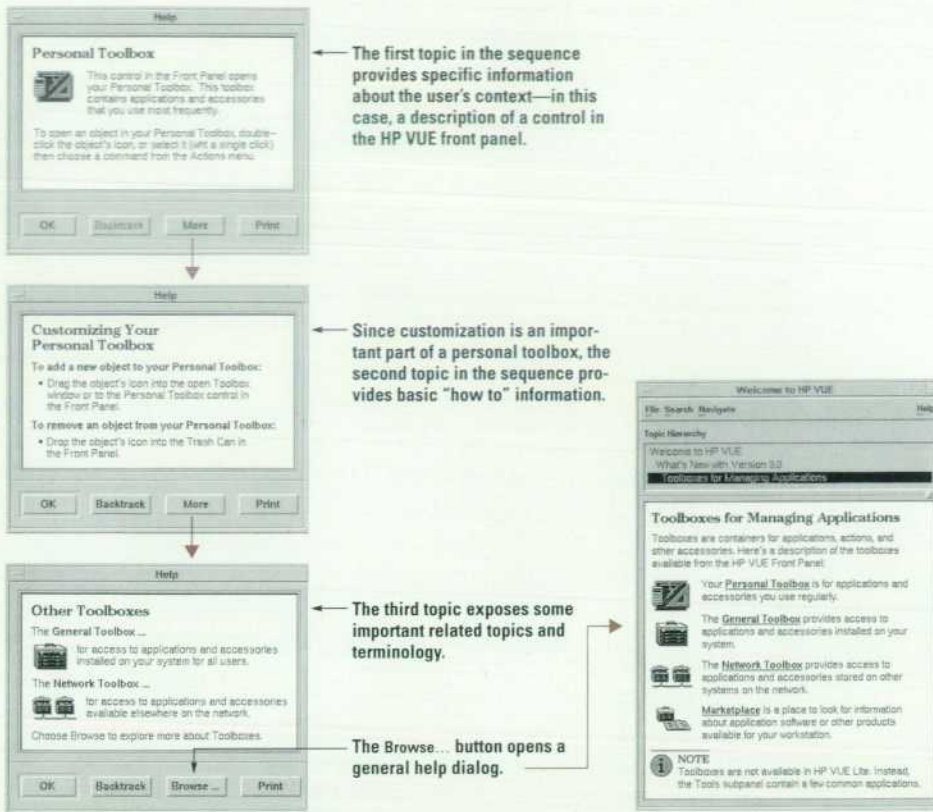 Help
Personal Toolbox
This control in the Front Panel opens
your Personal Toolbox. This toolbox
contains applications and accessories
that you use most frequently.
To open an object in your Personal Toolbox, double–
click the object's icon, or select it (wiht a single click)
then choose a command from the Actions menu.
OK Backtrack More Print
The first topic in the sequence
provides specific information
about the user's context—in this
case, a description of a control in
the HP VUE front panel.
Help
Customizing Your
Personal Toolbox
To add a new object to your Personal Toolbox:
• Drag the object's icon into the open Toolbox
window or to the Personal Toolbox control in
the Front Panel.
To remove an object from your Personal Toolbox:
• Drop the object's icon into the Trash Can in
the Front Panel.
OK Backtrack More Print
Since customization is an impor-
tant part of a personal toolbox, the
second topic in the sequence pro-
vides basic "how to" information.
Help
Other Toolboxes
The General Toolbox ...
for access to applications and accessories
installed on your system for all users.
The Network Toolbox ...
for access to applications and accessories
available elsewhere on the network.
Choose Browse to explore more about Toolboxes.
OK Backtrack Browse ... Print
The third topic exposes some
important related topics and
terminology.
The Browse... button opens a
general help dialog.
Welcome to HP VUE
File Search Navigate Help
Topic Hierarchy
Welcome to HP VUE
What's New with Version 3.0
Toolboxes for Managing Applications
Toolboxes for Managing Applications
Toolboxes are containers for applications, actions, and
other accessories. Here's a description of the toolboxes
available from the HP VUE Front Panel:
Your Personal Toolbox is for applications and
accessories you use regularly.
The General Toolbox provides access to
applications and accessories installed on your
system.
The Network Toolbox provides access to
applications and accessories stored on other
systems on the network.
Marketplace is a place to look for information
about application software or other products
available for your workstation.
NOTE
Toolboxes are not available in HP VUE Lite. Instead,
the Tools subpanel contain a few common applications.